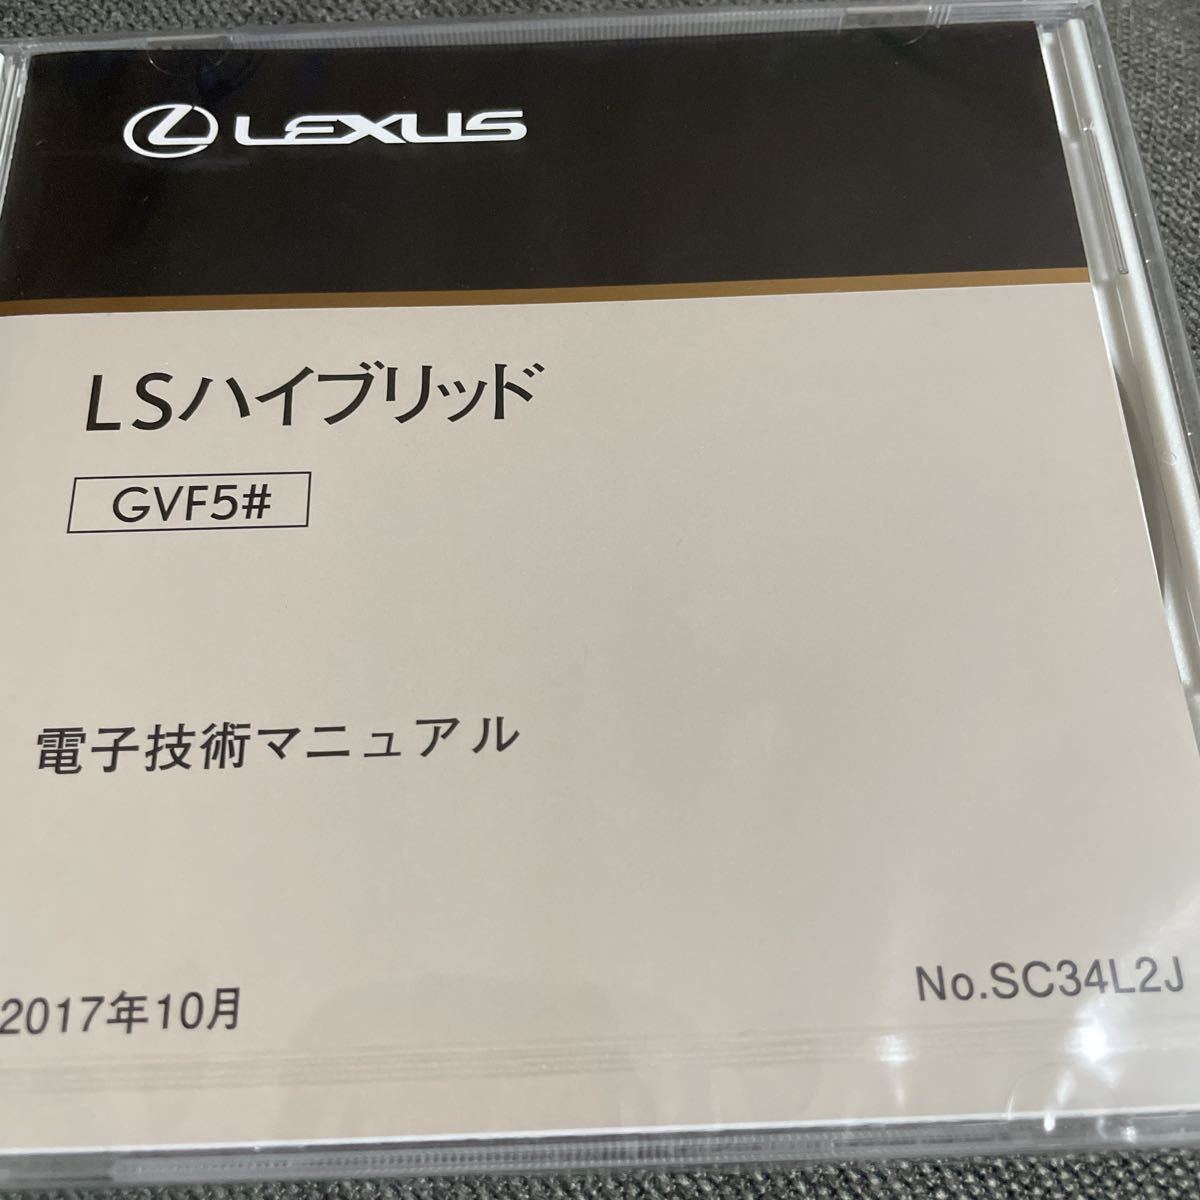 LEXUS
LSハイブリッド
GVF5#
電子技術マニュアル
2017年10月
No.SC34L2J